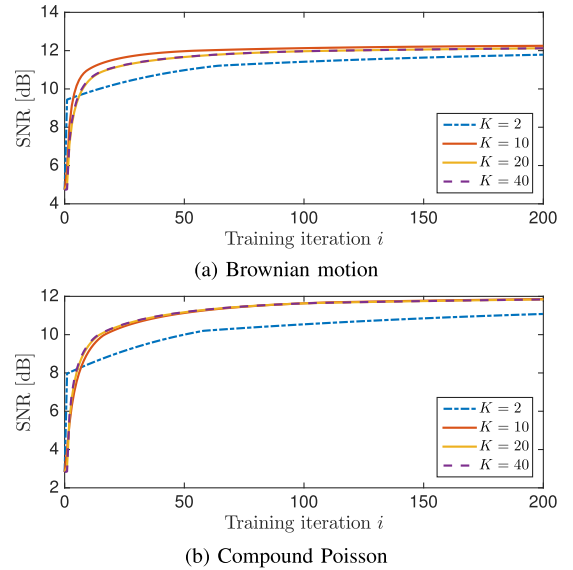 14
12
10
8
6
4
SNR [dB]
K = 2
K = 10
K = 20
K = 40
0 50 100 150 200
Training iteration i
(a) Brownian motion
12
10
8
6
4
2
SNR [dB]
K = 2
K = 10
K = 20
K = 40
0 50 100 150 200
Training iteration i
(b) Compound Poisson